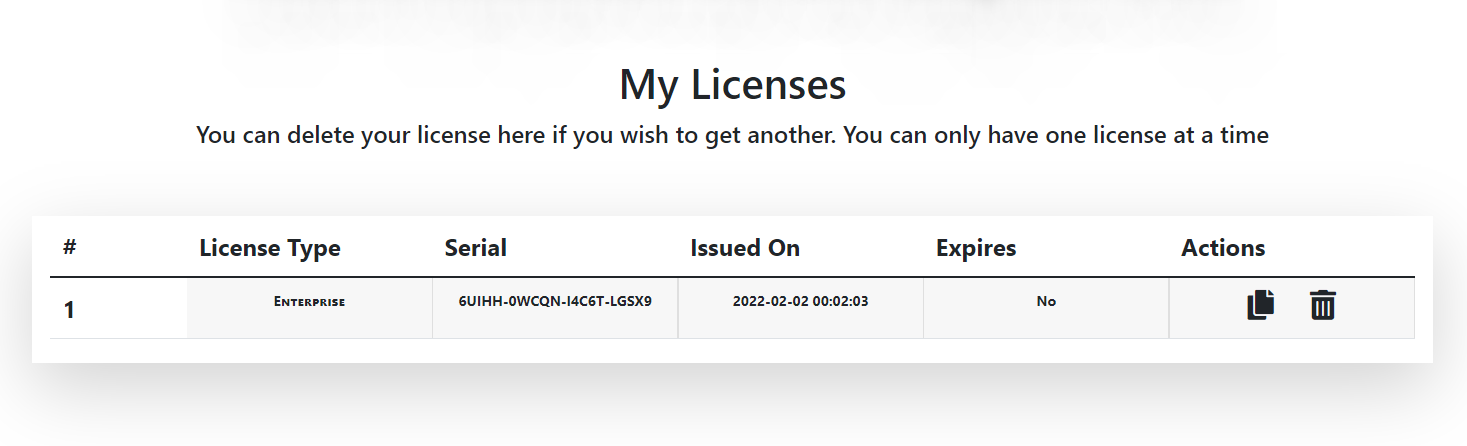 My Licenses
You can delete your license here if you wish to get another. You can only have one license at a time
# License Type Serial Issued On Expires Actions
1 Enterprise 6UIHH-0WCQN-I4C6T-LGSX9 2022-02-02 00:02:03 No